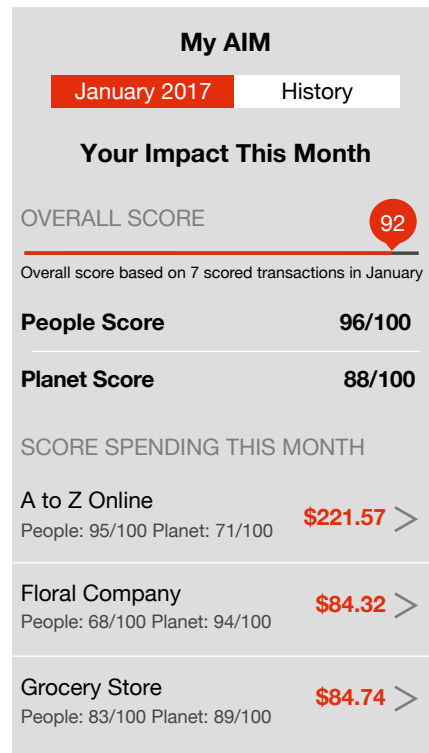 My AIM
January 2017 History
Your Impact This Month
OVERALL SCORE 92
Overall score based on 7 scored transactions in January
People Score 96/100
Planet Score 88/100
SCORE SPENDING THIS MONTH
A to Z Online
$221.57 >
People: 95/100 Planet: 71/100
Floral Company
$84.32 >
People: 68/100 Planet: 94/100
Grocery Store
$84.74 >
People: 83/100 Planet: 89/100